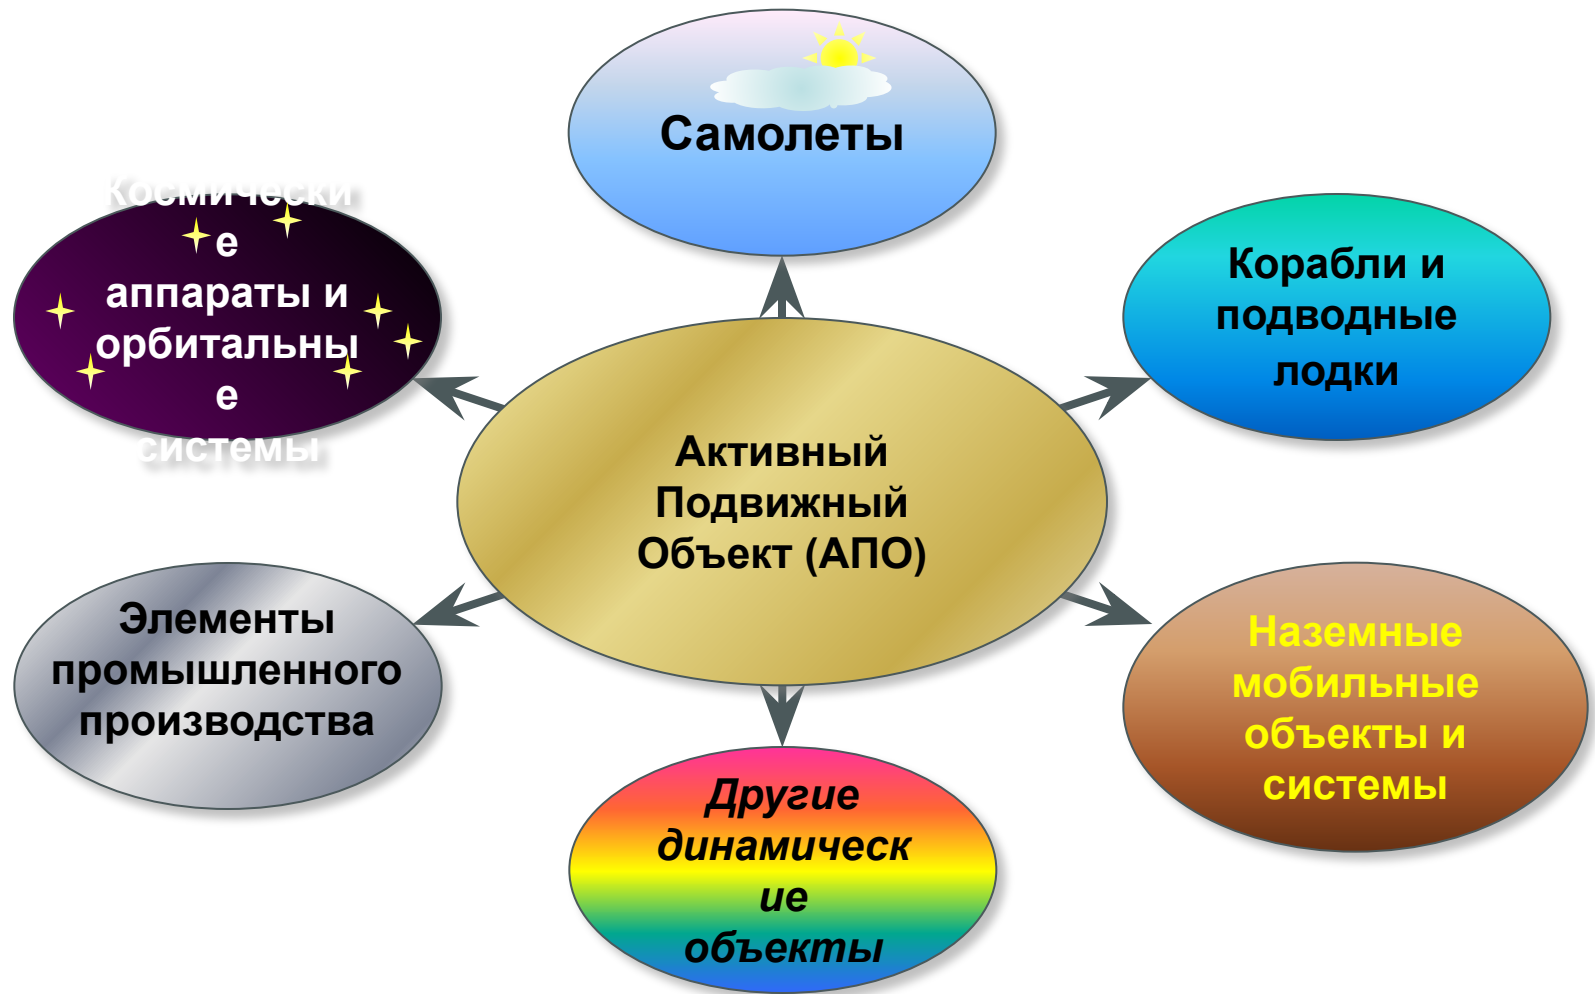 Самолеты
Космически
е
аппараты и
орбитальны
е
системы
Корабли и
подводные
лодки
Активный
Подвижный
Объект (АПО)
Элементы
промышленного
производства
Наземные
мобильные
объекты и
системы
Другие
динамическ
ие
объекты